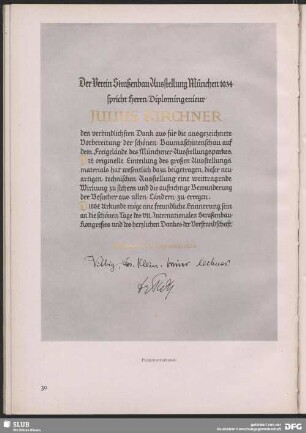 Der Verein Straßenbau Ausstellung München 1934
spricht Herrn Diplomingenieur
JULIUS KIRCHNER
den verbindlichsten Dank aus für die ausgezeichnete
Vorbereitung der schönen Baumaschinenschau auf
dem Freigelände des Münchner Ausstellungsparkes.
Die originelle Einteilung des großen Ausstellungs
materials hat wesentlich dazu beigetragen, dieser neu
artigen technischen Ausstellung eine weittragende
Wirkung zu sichern und die aufrichtige Bewunderung
der Besucher aus allen Ländern zu erregen.
Diese Urkunde möge eine freundliche Erinnerung sein
an die schönen Tage des VII. Internationalen Straßenbau-
Kongresses und des herzlichen Dankes der Vorstandschaft:
30
SLUB
DFG